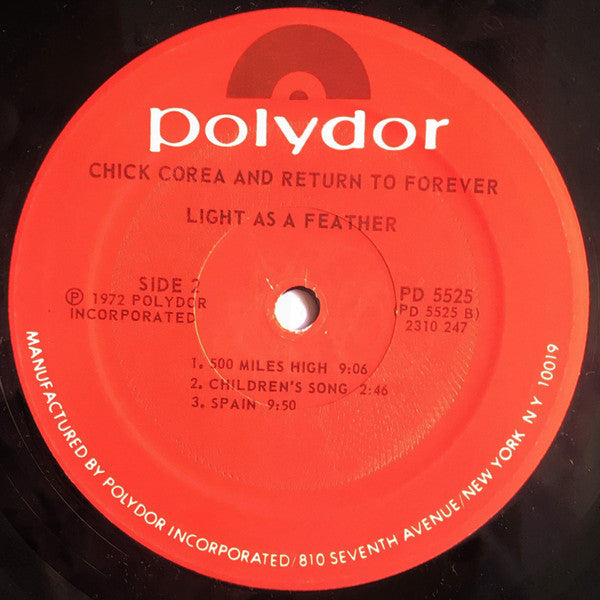 polydor
CHICK COREA AND RETURN TO FOREVER
LIGHT AS A FEATHER
SIDE 2
℗ 1972 POLYDOR
INCORPORATED
PD 5525
(PD 5525 B)
2310 247
1. 500 MILES HIGH 9:06
2. CHILDREN'S SONG 2:46
3. SPAIN 9:50
MANUFACTURED BY POLYDOR INCORPORATED/810 SEVENTH AVENUE/NEW YORK NY 10019